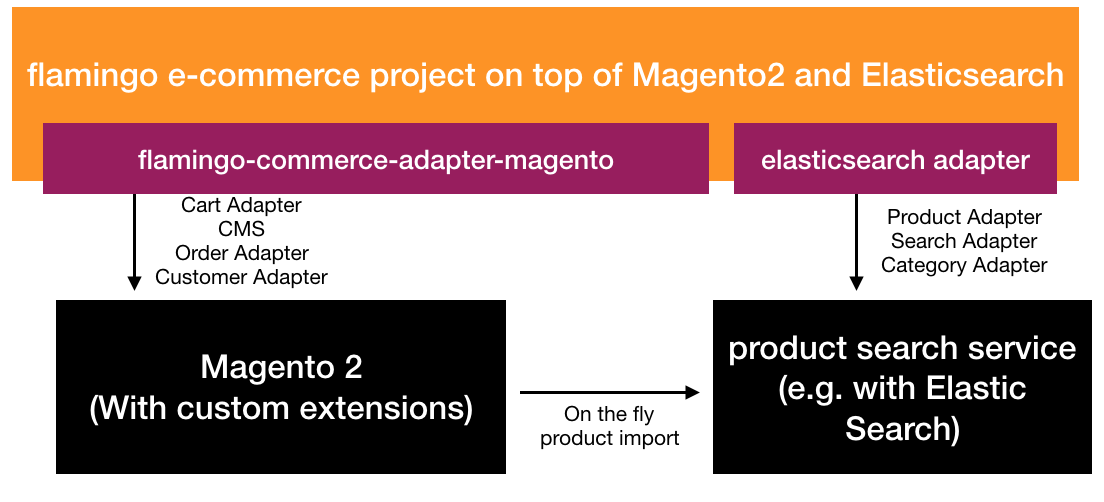 flamingo e-commerce project on top of Magento2 and Elasticsearch
flamingo-commerce-adapter-magento
elasticsearch adapter
Cart Adapter
CMS
Order Adapter
Customer Adapter
Product Adapter
Search Adapter
Category Adapter
Magento 2
(With custom extensions)
On the fly
product import
product search service
(e.g. with Elastic
Search)